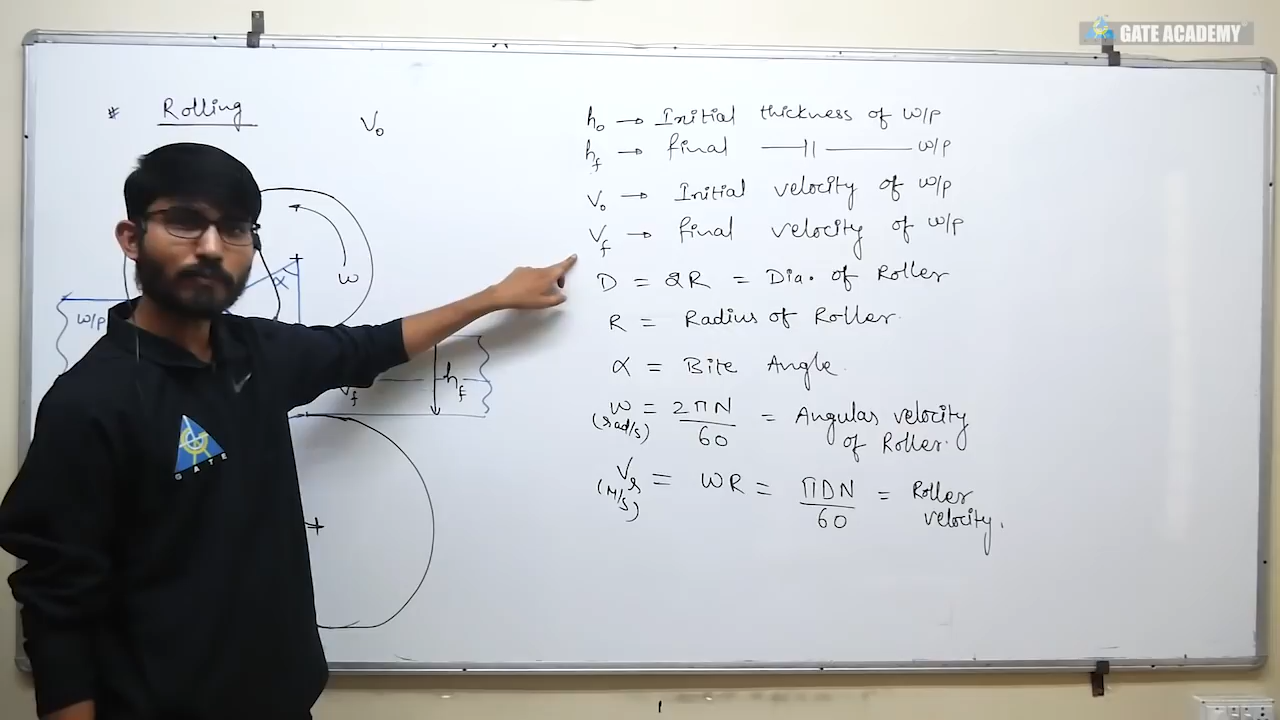 GATE ACADEMY
* Rolling
V₀
h₀ → Initial thickness of w/p
h_f → final —||— w/p
V₀ → Initial velocity of w/p
V_f → final velocity of w/p
D = 2R = Dia. of Roller
R = Radius of Roller.
α = Bite Angle.
ω = 2πN/60 = Angular velocity
(rad/s) of Roller.
V_r = ωR = πDN/60 = Roller
(M/S) velocity.
ω
α
w/p
V_f
h_f
GATE